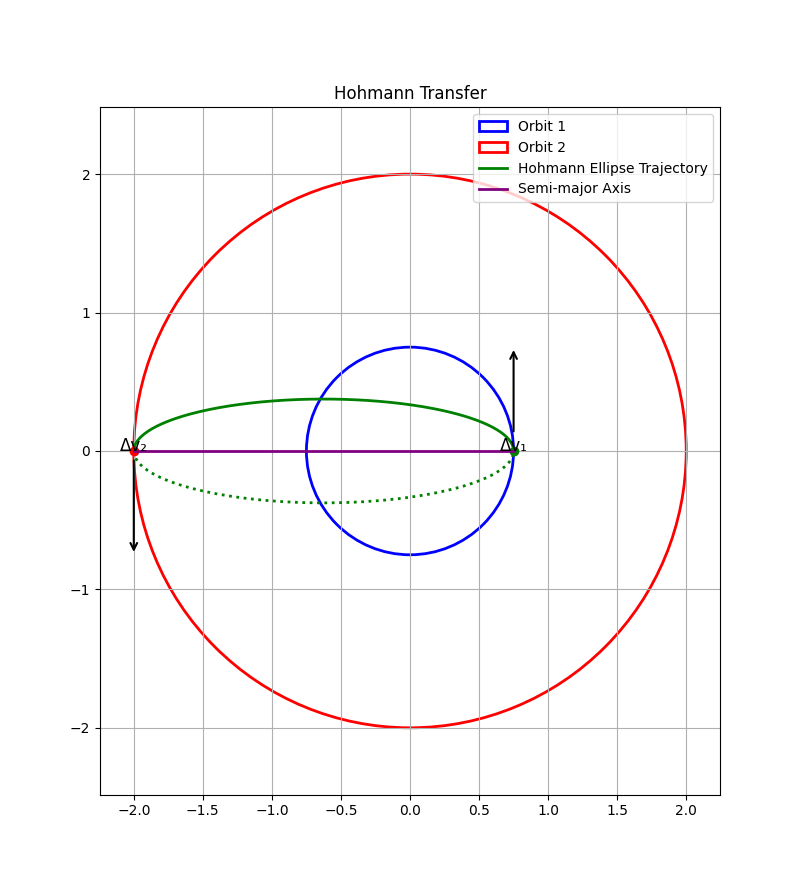 Hohmann Transfer
Orbit 1
Orbit 2
Hohmann Ellipse Trajectory
Semi-major Axis
2
1
0
−1
−2
Δv₂
Δv₁
−2.0
−1.5
−1.0
−0.5
0.0
0.5
1.0
1.5
2.0